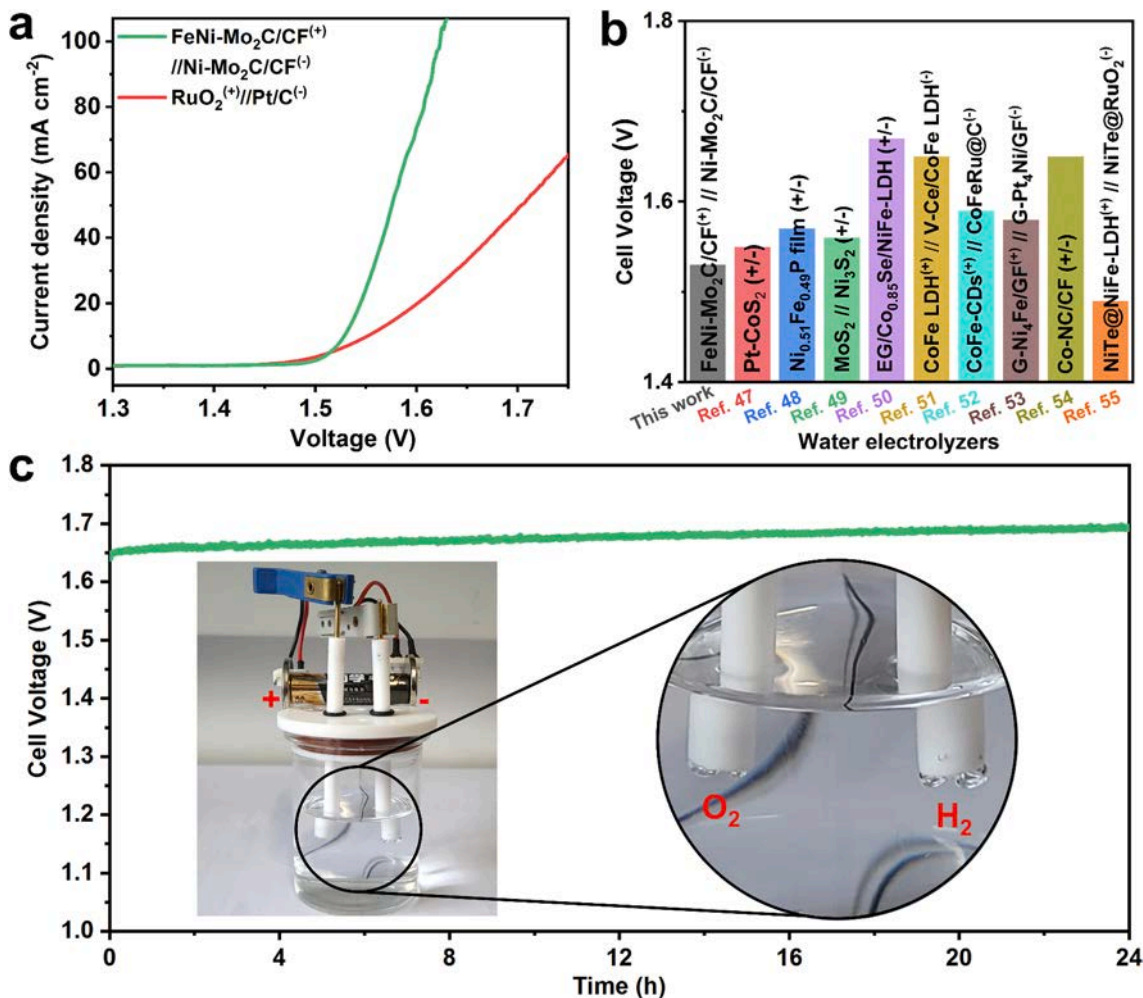 a
Current density (mA cm⁻²)
100
80
60
40
20
0
FeNi-Mo₂C/CF⁽⁺⁾
//Ni-Mo₂C/CF⁽⁻⁾
RuO₂⁽⁺⁾//Pt/C⁽⁻⁾
1.3 1.4 1.5 1.6 1.7
Voltage (V)
b
Cell Voltage (V)
1.8
1.6
1.4
FeNi-Mo₂C/CF⁽⁺⁾ // Ni-Mo₂C/CF⁽⁻⁾
Pt-CoS₂ (+/-)
Ni₀.₅₁Fe₀.₄₉P film (+/-)
MoS₂ // Ni₃S₂ (+/-)
EG/Co₀.₈₅Se/NiFe-LDH (+/-)
CoFe LDH⁽⁺⁾ // V-Ce/CoFe LDH⁽⁻⁾
CoFe-CDs⁽⁺⁾ // CoFeRu@C⁽⁻⁾
G-Ni₄Fe/GF⁽⁺⁾ // G-Pt₄Ni/GF⁽⁻⁾
Co-NC/CF (+/-)
NiTe@NiFe-LDH⁽⁺⁾ // NiTe@RuO₂⁽⁻⁾
This work
Ref. 47
Ref. 48
Ref. 49
Ref. 50
Ref. 51
Ref. 52
Ref. 53
Ref. 54
Ref. 55
Water electrolyzers
c
Cell Voltage (V)
1.8
1.7
1.6
1.5
1.4
1.3
1.2
1.1
1.0
+ -
O₂ H₂
0 4 8 12 16 20 24
Time (h)